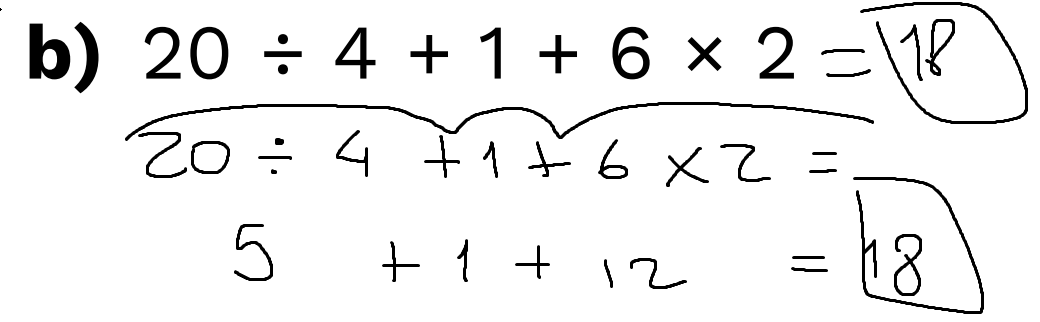 b) 20 ÷ 4 + 1 + 6 × 2 = 18
20 ÷ 4 + 1 + 6 × 2 =
5 + 1 + 12 = 18